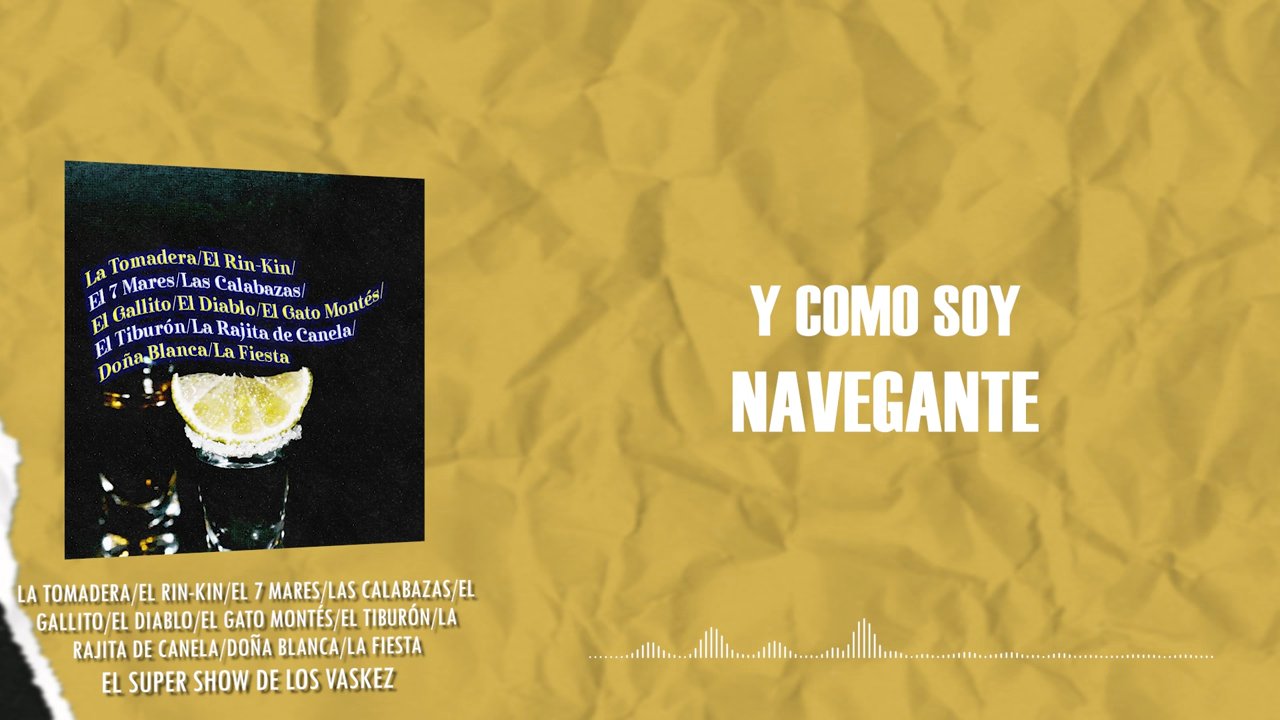 La Tomadera/El Rin-Kin/
El 7 Mares/Las Calabazas/
El Gallito/El Diablo/El Gato Montés/
El Tiburón/La Rajita de Canela/
Doña Blanca/La Fiesta
LA TOMADERA/EL RIN-KIN/EL 7 MARES/LAS CALABAZAS/EL
GALLITO/EL DIABLO/EL GATO MONTÉS/EL TIBURÓN/LA
RAJITA DE CANELA/DOÑA BLANCA/LA FIESTA
EL SUPER SHOW DE LOS VASKEZ
Y COMO SOY
NAVEGANTE